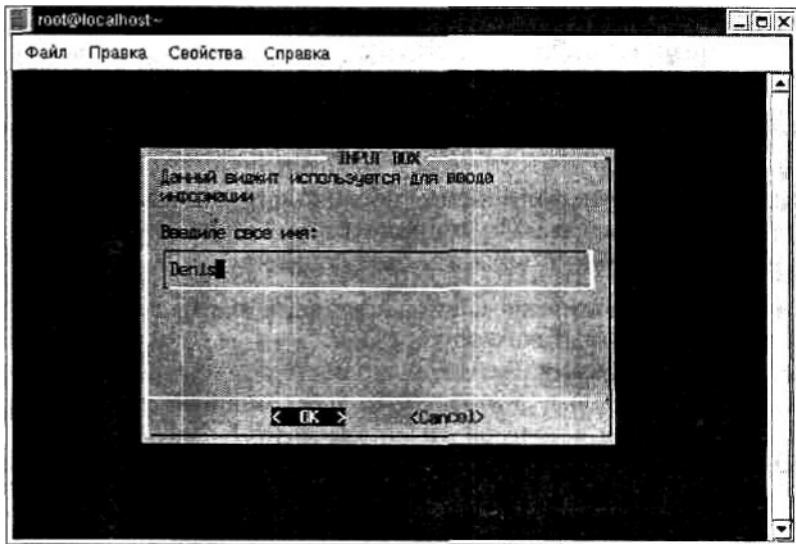 root@localhost:~
Файл Правка Свойства Справка
INPUT BOX
Данный виджит используется для ввода
информации
Введите свое имя:
Denis
< OK > <Cancel>